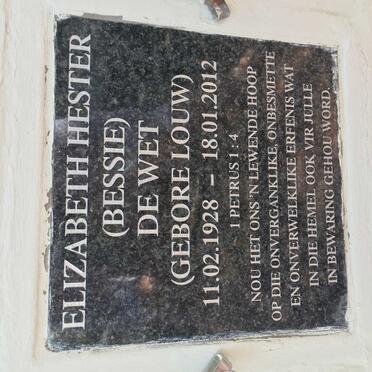 ELIZABETH HESTER
(BESSIE)
DE WET
(GEBORE LOUW)
11.02.1928 – 18.01.2012
1 PETRUS 1 : 4
NOU HET ONS 'N LEWENDE HOOP
OP DIE ONVERGANKLIKE, ONBESMETTE
EN ONVERWELKLIKE ERFENIS WAT
IN DIE HEMEL OOK VIR JULLE
IN BEWARING GEHOU WORD.